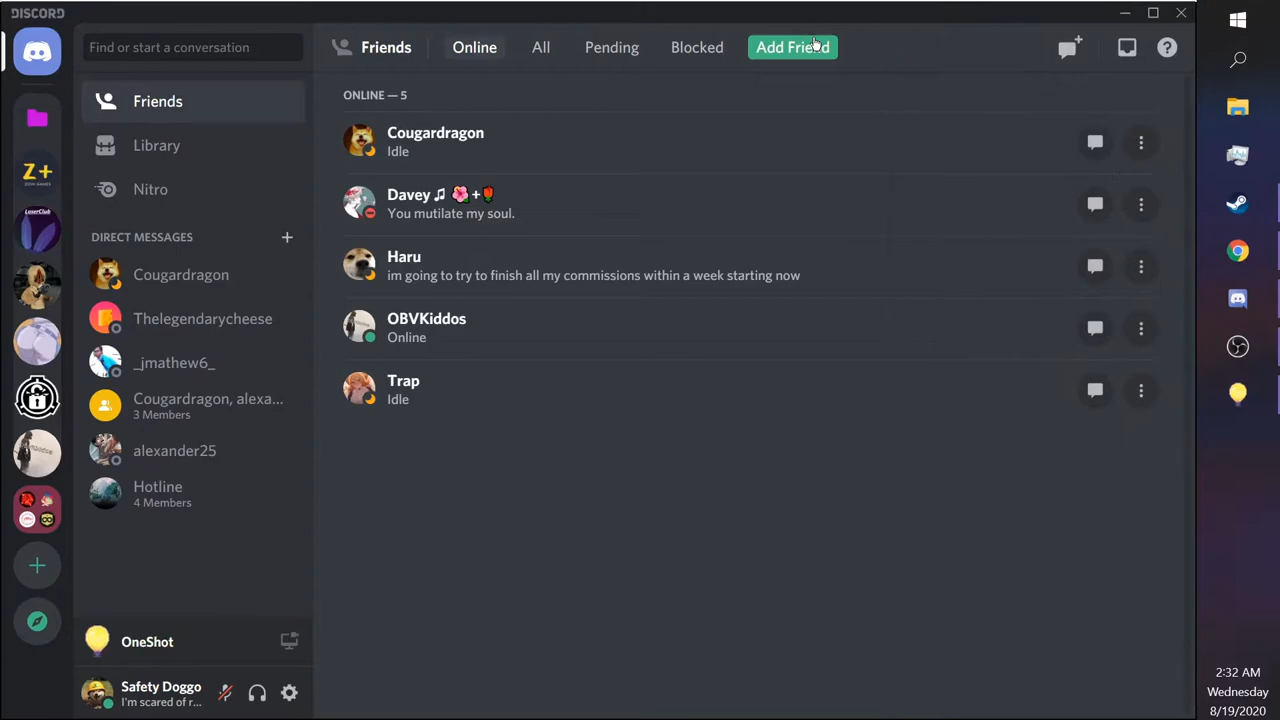 DISCORD
Find or start a conversation
Friends
Online
All
Pending
Blocked
Add Friend
Friends
Library
Nitro
DIRECT MESSAGES
Cougardragon
Thelegendarycheese
_jmathew6_
Cougardragon, alexa...
3 Members
alexander25
Hotline
4 Members
OneShot
Safety Doggo
I'm scared of r...
ONLINE — 5
Cougardragon
Idle
Davey ♫ 🌺+🌹
You mutilate my soul.
Haru
im going to try to finish all my commissions within a week starting now
OBVKiddos
Online
Trap
Idle
Z+
LoserClub
2:32 AM
Wednesday
8/19/2020